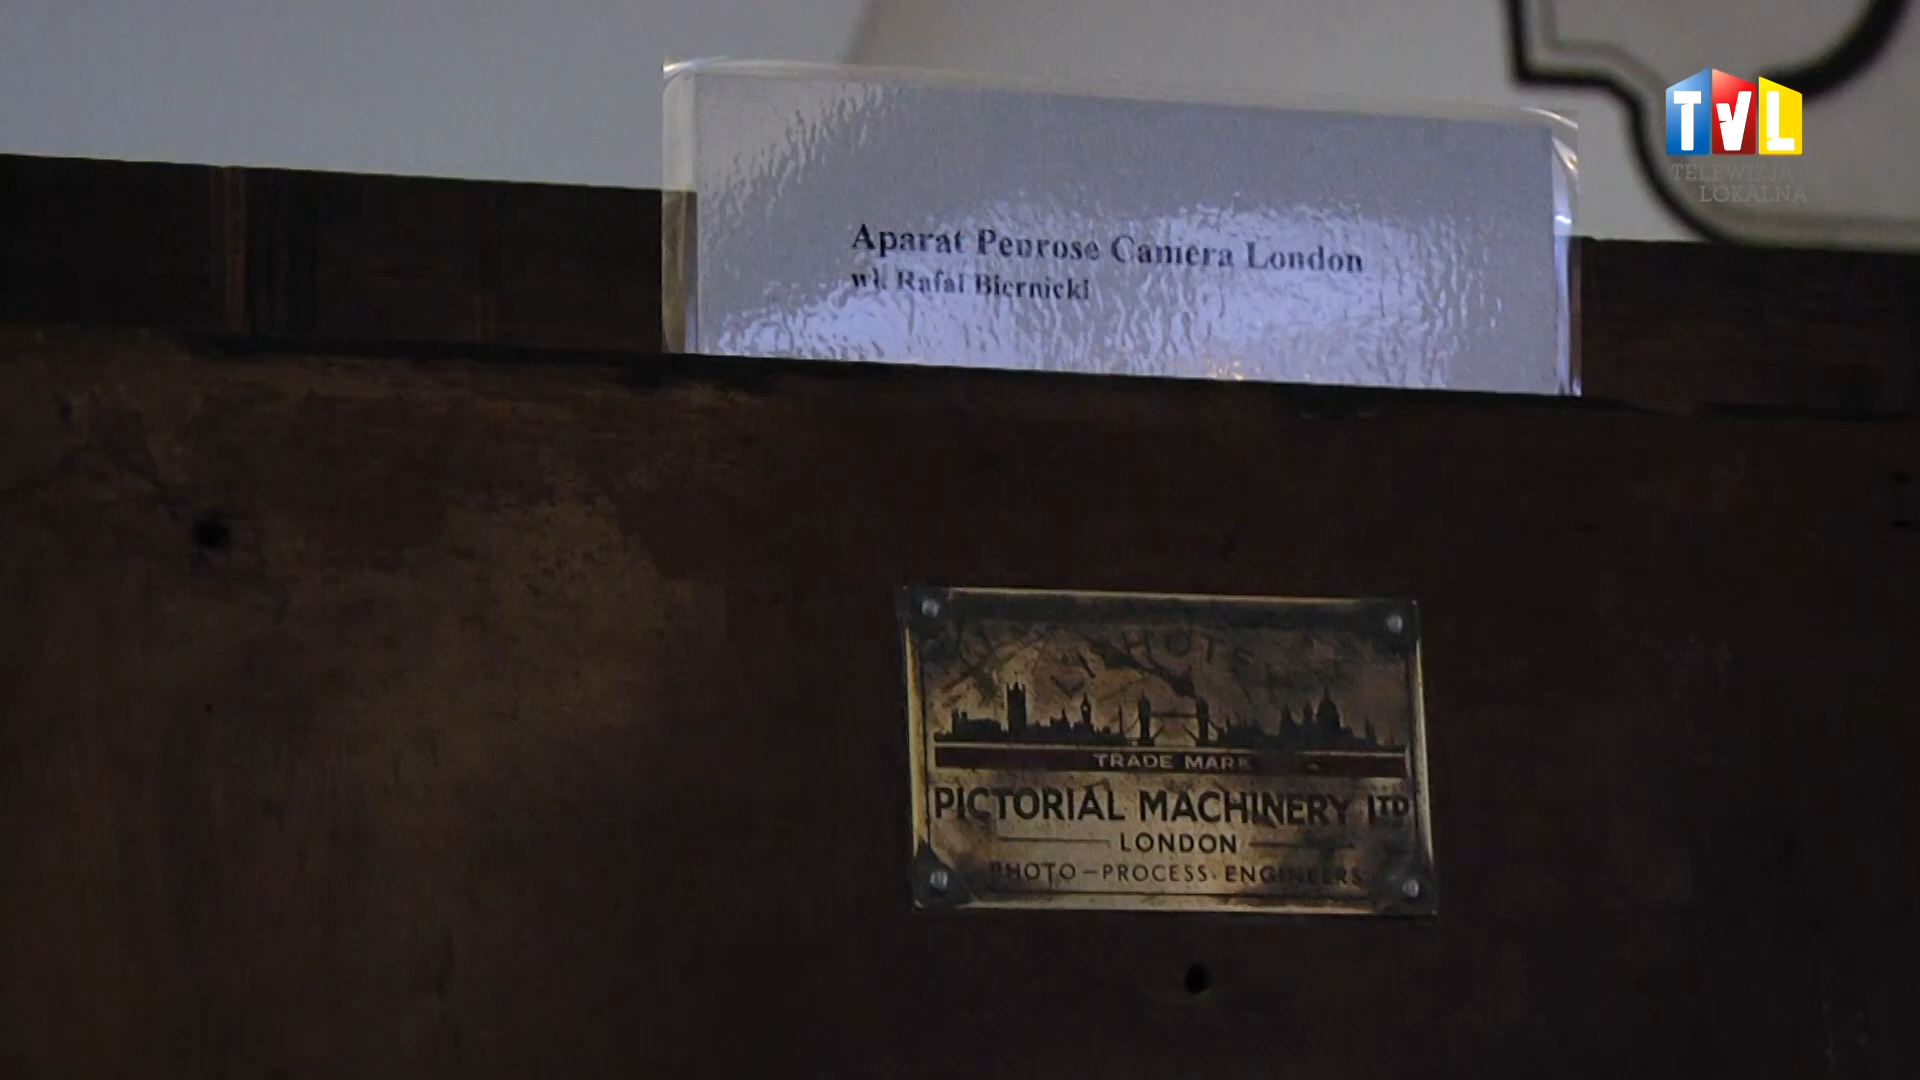 TVL
TELEWIZJA
LOKALNA
Aparat Penrose Camera London
wł. Rafał Biernicki
TRADE MARK
PICTORIAL MACHINERY LTD
LONDON
PHOTO-PROCESS ENGINEERS